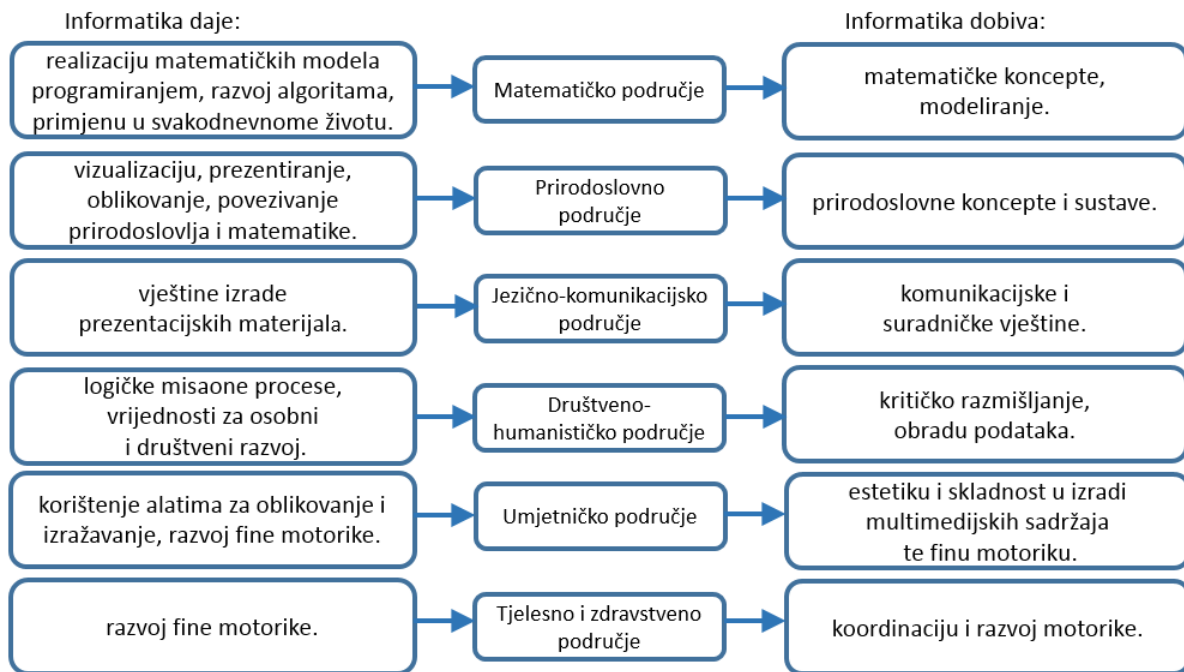 Informatika daje:
Informatika dobiva:
realizaciju matematičkih modela
programiranjem, razvoj algoritama,
primjenu u svakodnevnome životu.
Matematičko područje
matematičke koncepte,
modeliranje.
vizualizaciju, prezentiranje,
oblikovanje, povezivanje
prirodoslovlja i matematike.
Prirodoslovno
područje
prirodoslovne koncepte i sustave.
vještine izrade
prezentacijskih materijala.
Jezično-komunikacijsko
područje
komunikacijske i
suradničke vještine.
logičke misaone procese,
vrijednosti za osobni
i društveni razvoj.
Društveno-
humanističko područje
kritičko razmišljanje,
obradu podataka.
korištenje alatima za oblikovanje i
izražavanje, razvoj fine motorike.
Umjetničko područje
estetiku i skladnost u izradi
multimedijskih sadržaja
te finu motoriku.
razvoj fine motorike.
Tjelesno i zdravstveno
područje
koordinaciju i razvoj motorike.